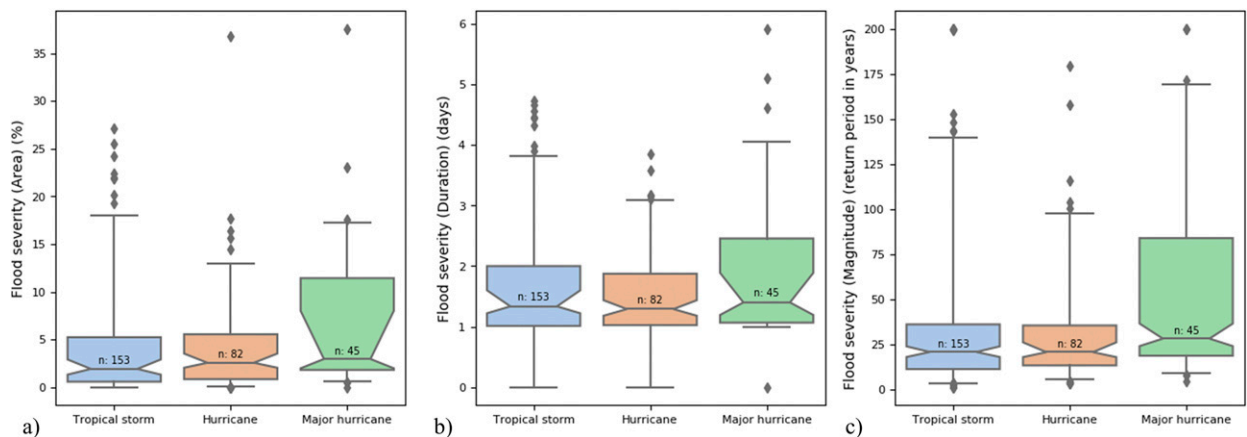 Flood severity (Area) (%)
35
30
25
20
15
10
5
0
n: 153
n: 82
n: 45
Tropical storm
Hurricane
Major hurricane
a)
Flood severity (Duration) (days)
6
5
4
3
2
1
0
n: 153
n: 82
n: 45
Tropical storm
Hurricane
Major hurricane
b)
Flood severity (Magnitude) (return period in years)
200
175
150
125
100
75
50
25
0
n: 153
n: 82
n: 45
Tropical storm
Hurricane
Major hurricane
c)